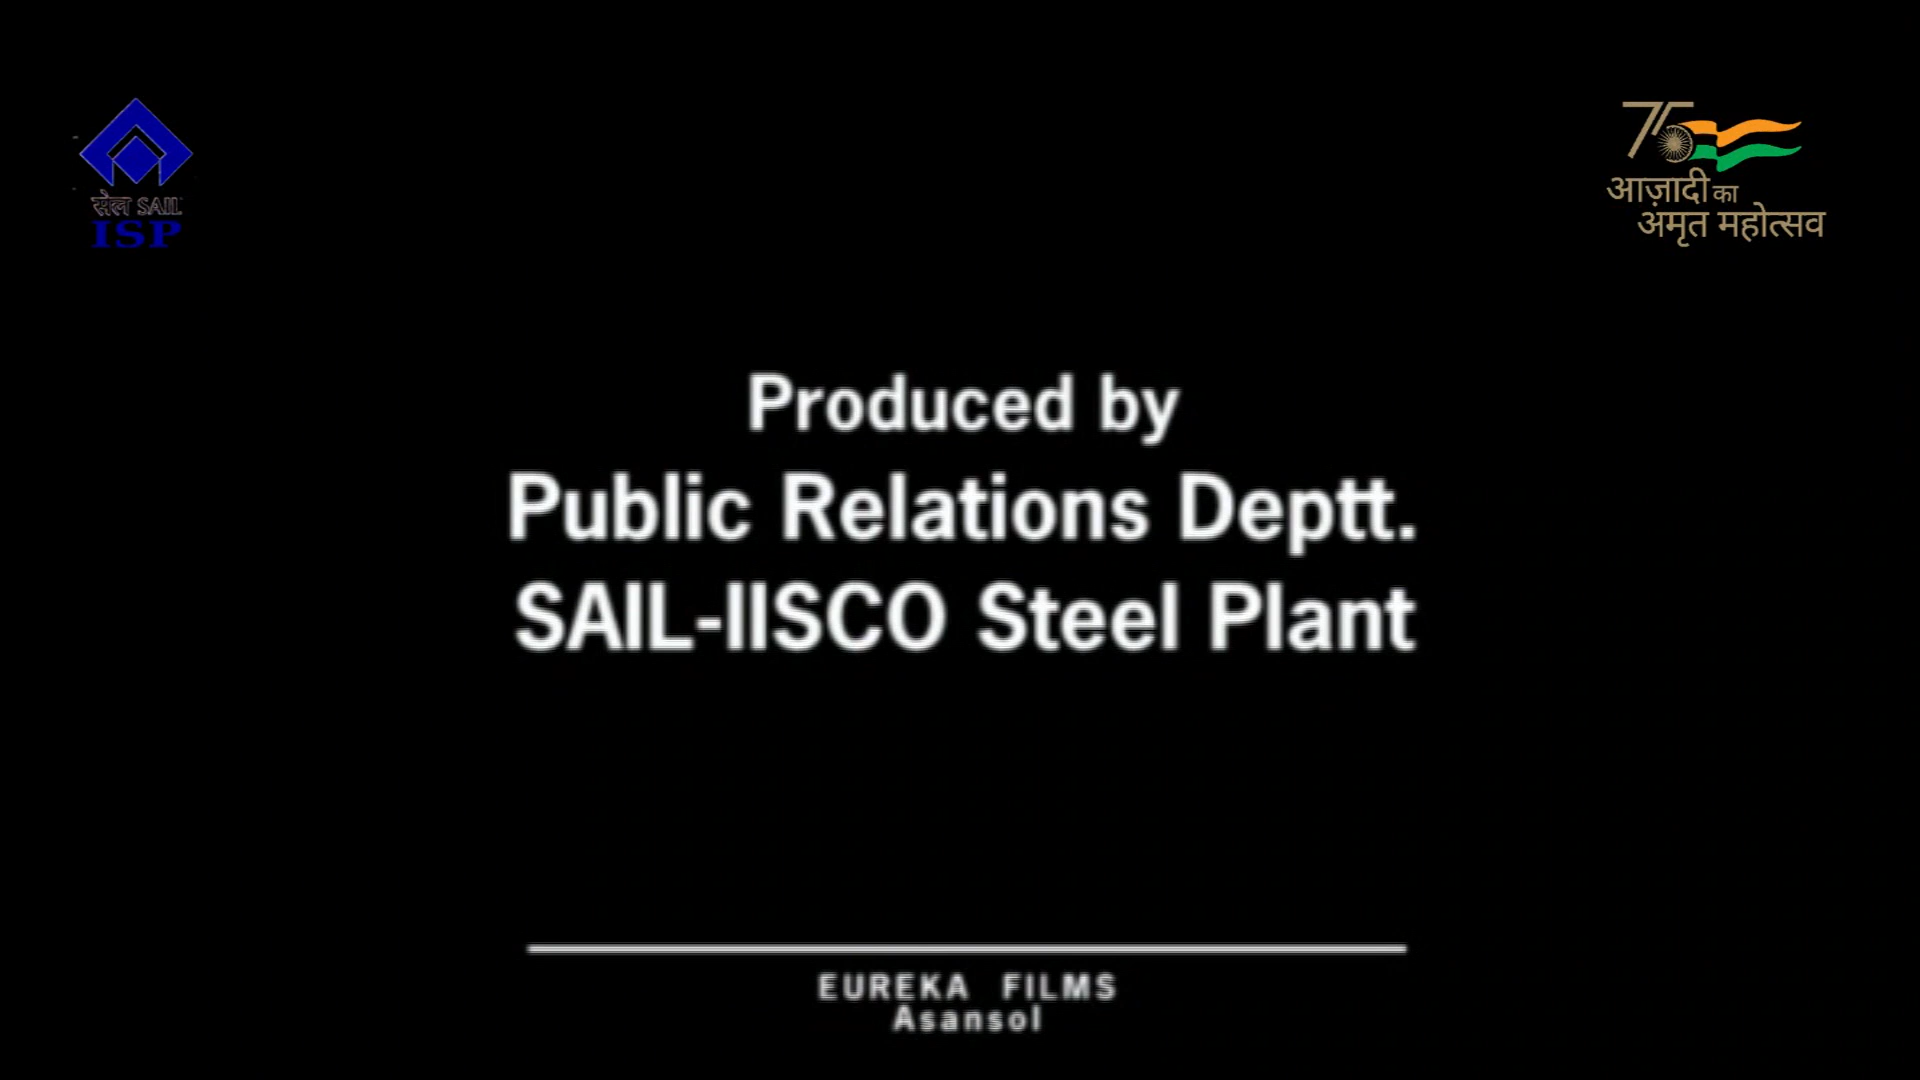 सेल SAIL
ISP
75
आज़ादी का
अमृत महोत्सव
Produced by
Public Relations Deptt.
SAIL-IISCO Steel Plant
EUREKA FILMS
Asansol